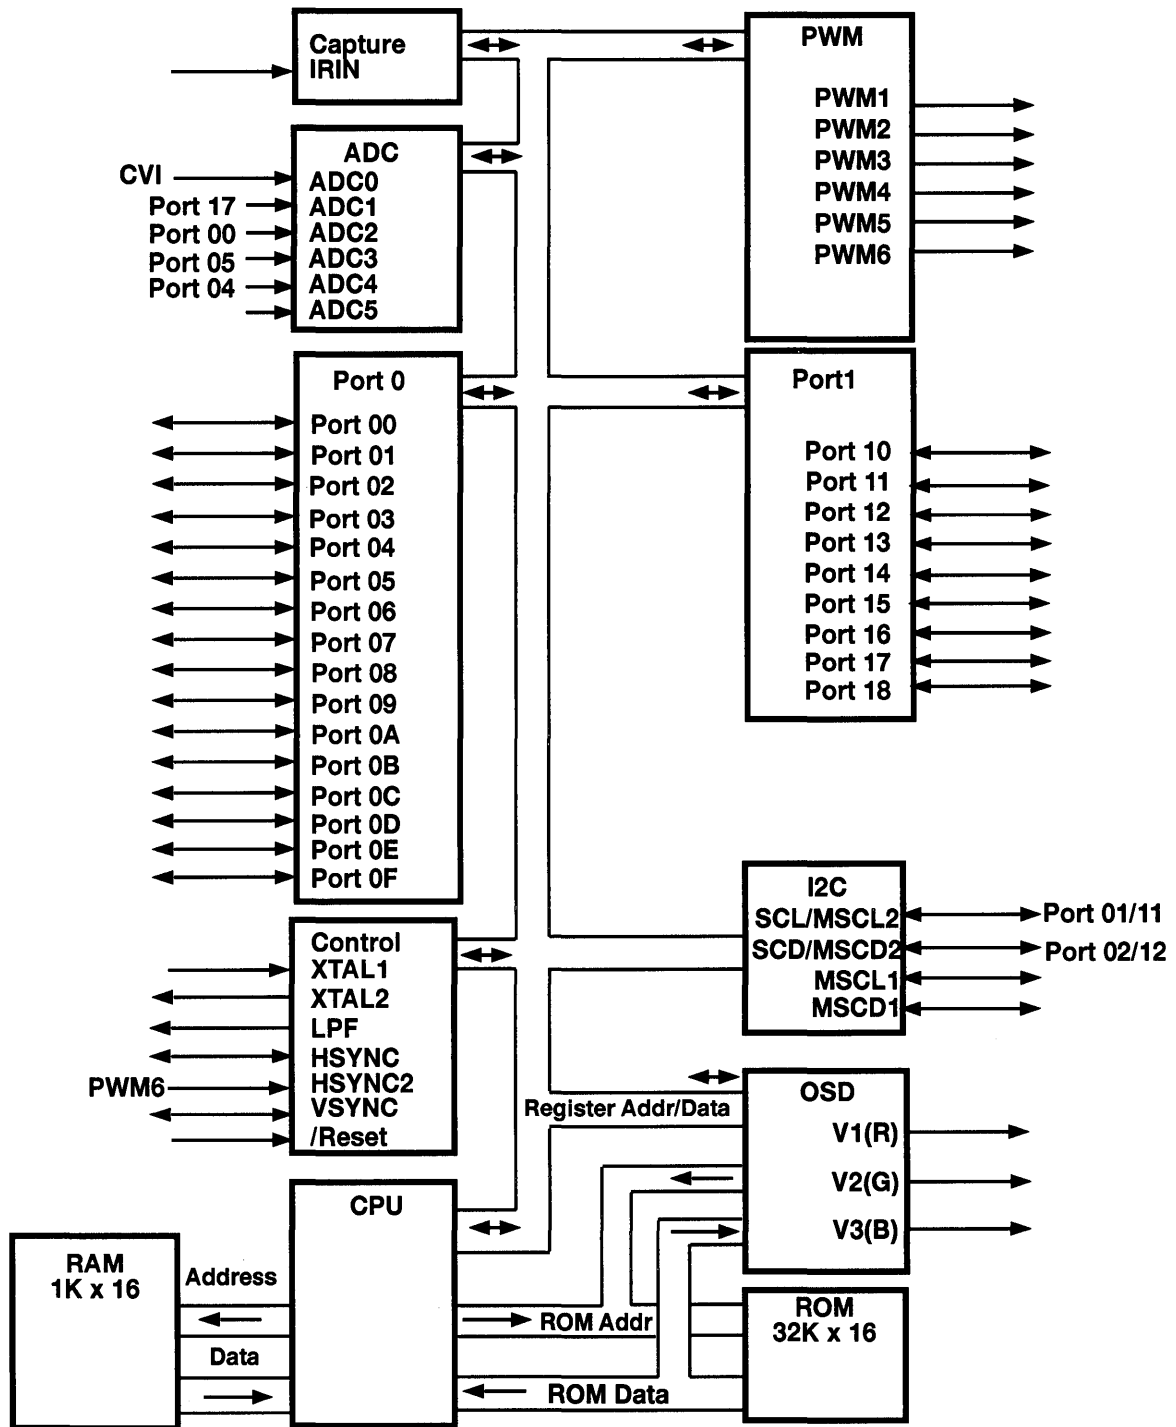 Capture
IRIN
ADC
CVI
ADC0
Port 17
ADC1
Port 00
ADC2
Port 05
ADC3
Port 04
ADC4
ADC5
Port 0
Port 00
Port 01
Port 02
Port 03
Port 04
Port 05
Port 06
Port 07
Port 08
Port 09
Port 0A
Port 0B
Port 0C
Port 0D
Port 0E
Port 0F
Control
XTAL1
XTAL2
LPF
HSYNC
PWM6
HSYNC2
VSYNC
/Reset
CPU
RAM
1K x 16
Address
Data
PWM
PWM1
PWM2
PWM3
PWM4
PWM5
PWM6
Port1
Port 10
Port 11
Port 12
Port 13
Port 14
Port 15
Port 16
Port 17
Port 18
I2C
SCL/MSCL2
Port 01/11
SCD/MSCD2
Port 02/12
MSCL1
MSCD1
Register Addr/Data
OSD
V1(R)
V2(G)
V3(B)
ROM Addr
ROM
32K x 16
ROM Data